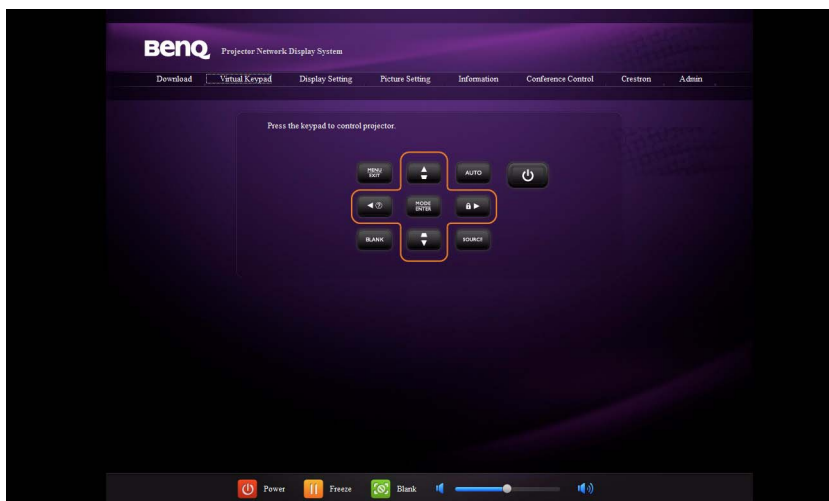 BenQ Projector Network Display System
Download Virtual Keypad Display Setting Picture Setting Information Conference Control Crestron Admin
Press the keypad to control projector.
MENU
EXIT
AUTO
MODE
ENTER
BLANK
SOURCE
Power Freeze Blank